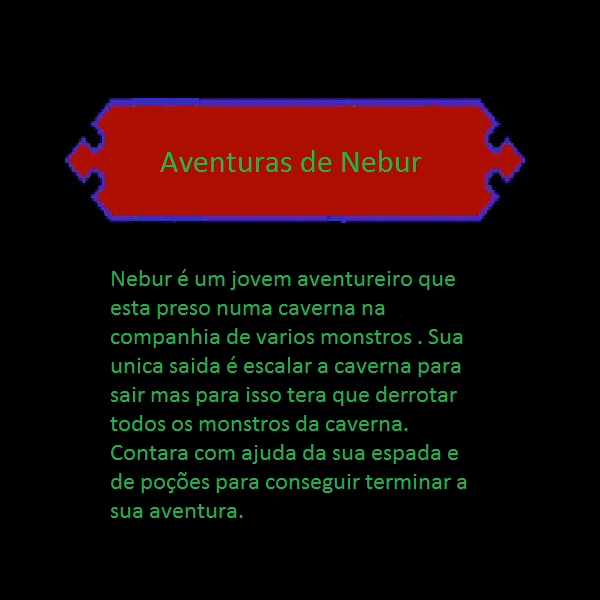 Aventuras de Nebur
Nebur é um jovem aventureiro que
esta preso numa caverna na
companhia de varios monstros . Sua
unica saida é escalar a caverna para
sair mas para isso tera que derrotar
todos os monstros da caverna.
Contara com ajuda da sua espada e
de poções para conseguir terminar a
sua aventura.